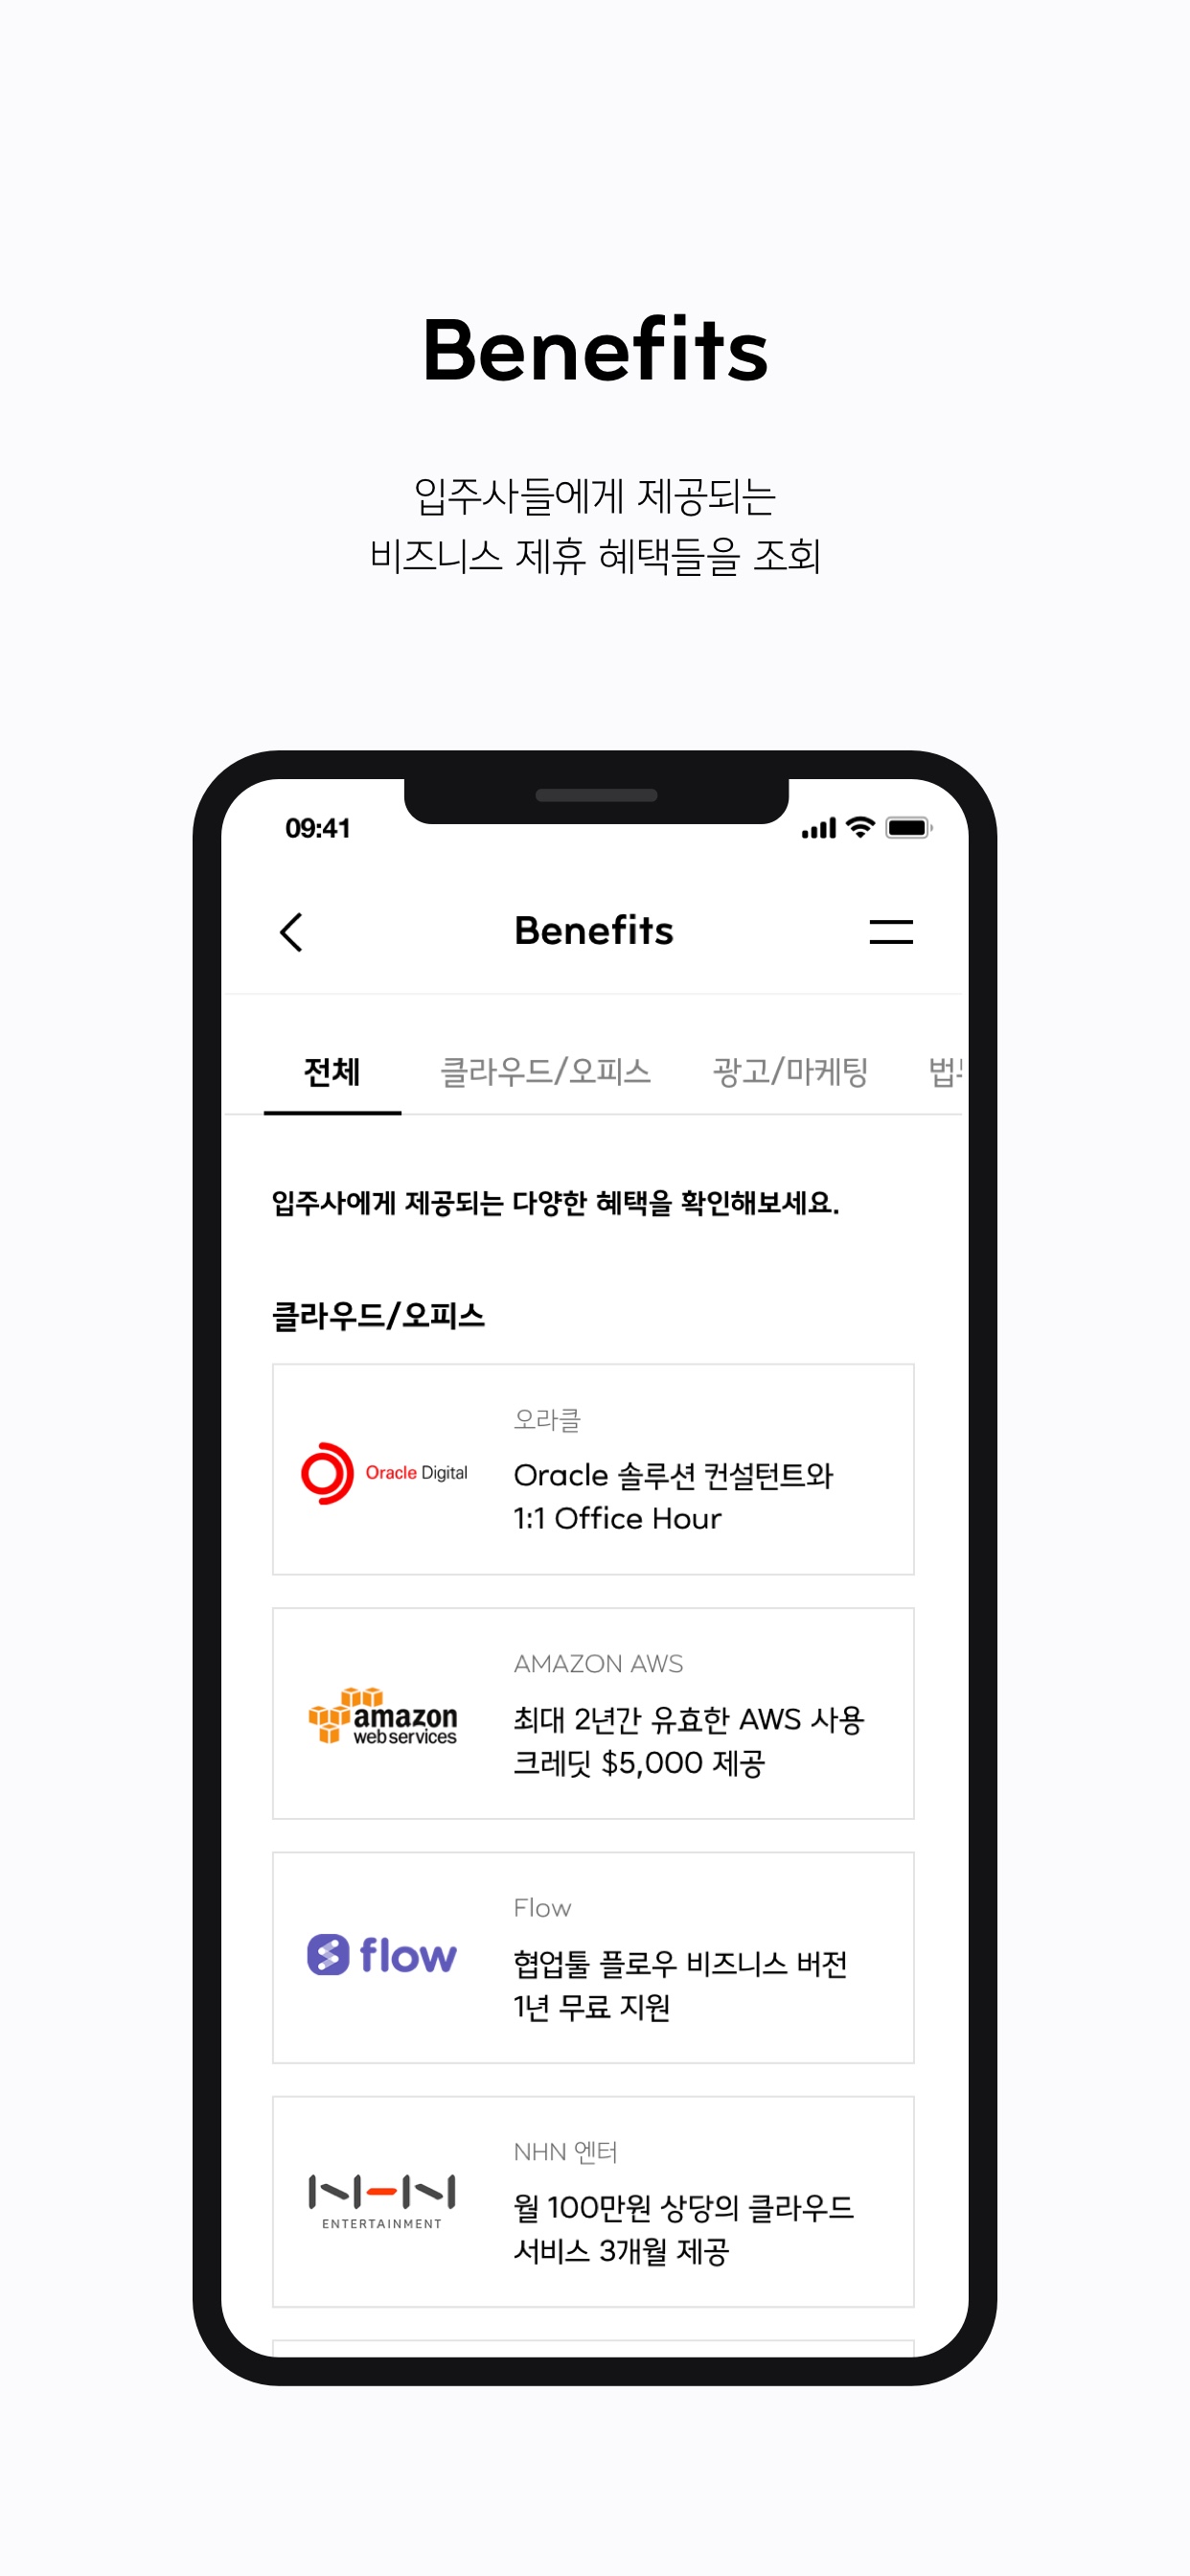 Benefits
입주사들에게 제공되는
비즈니스 제휴 혜택들을 조회
09:41
Benefits
전체 클라우드/오피스 광고/마케팅
입주사에게 제공되는 다양한 혜택을 확인해보세요.
클라우드/오피스
오라클
Oracle Digital
Oracle 솔루션 컨설턴트와
1:1 Office Hour
AMAZON AWS
amazon
webservices
최대 2년간 유효한 AWS 사용
크레딧 $5,000 제공
Flow
flow
협업툴 플로우 비즈니스 버전
1년 무료 지원
NHN 엔터
NHN
ENTERTAINMENT
월 100만원 상당의 클라우드
서비스 3개월 제공